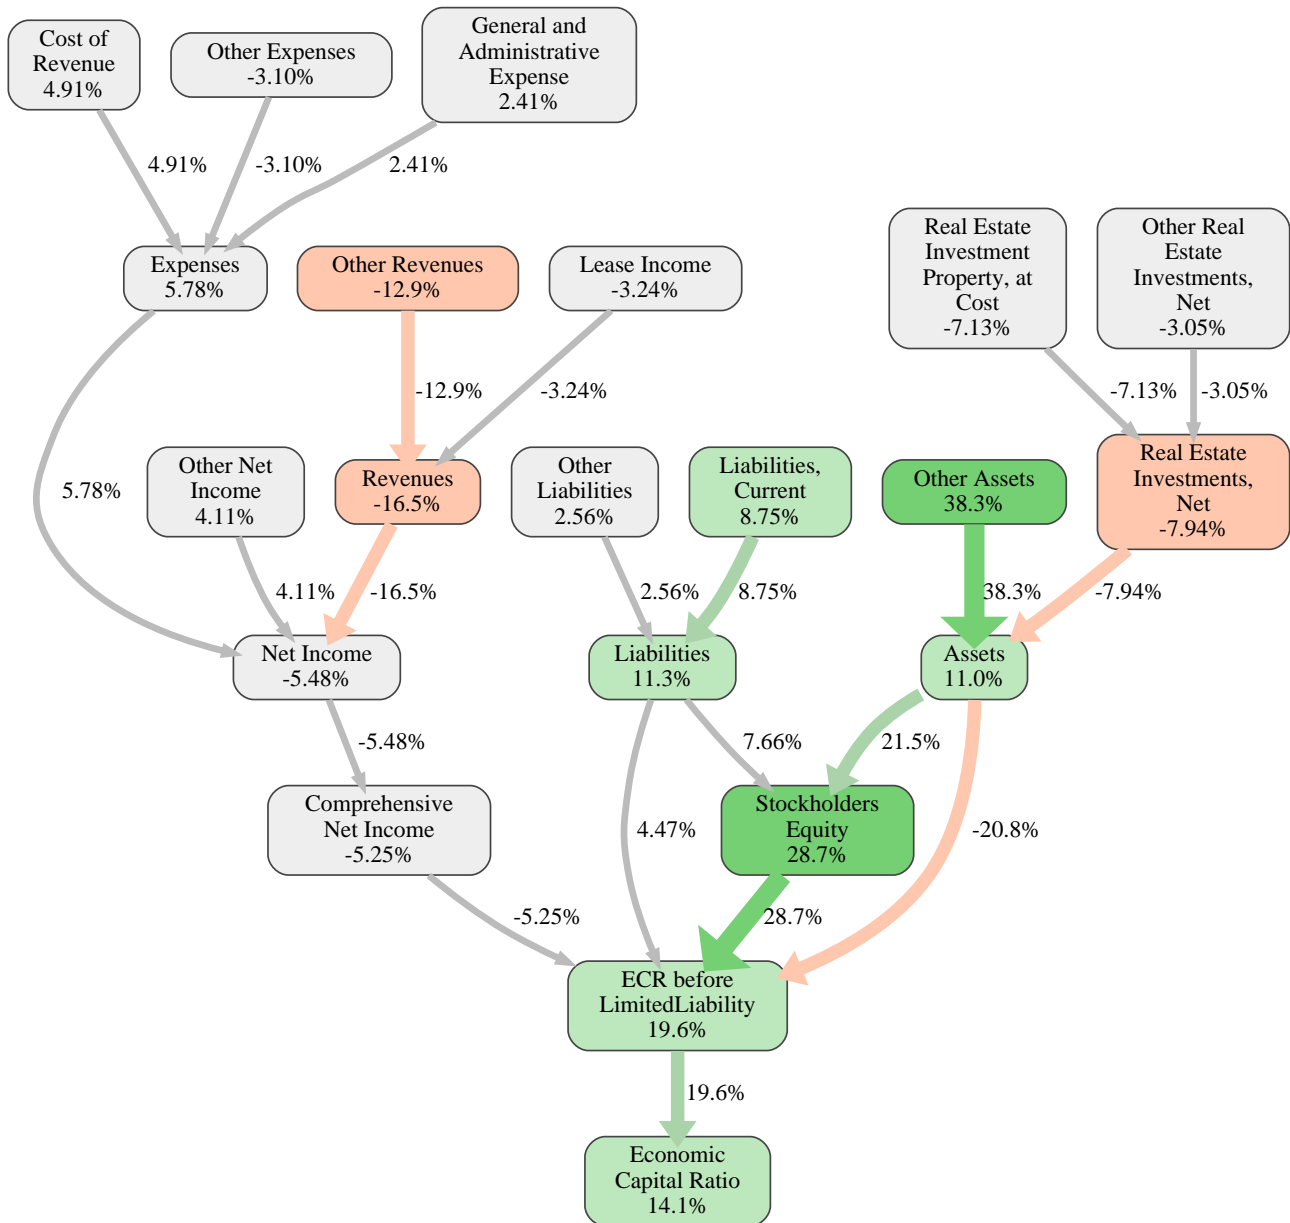 Cost of
Revenue
4.91%
Other Expenses
-3.10%
General and
Administrative
Expense
2.41%
4.91%
-3.10%
2.41%
Expenses
5.78%
Other Revenues
-12.9%
Lease Income
-3.24%
Real Estate
Investment
Property, at
Cost
-7.13%
Other Real
Estate
Investments,
Net
-3.05%
-12.9%
-3.24%
-7.13%
-3.05%
5.78%
Other Net
Income
4.11%
Revenues
-16.5%
Other
Liabilities
2.56%
Liabilities,
Current
8.75%
Other Assets
38.3%
Real Estate
Investments,
Net
-7.94%
4.11%
-16.5%
2.56%
8.75%
38.3%
-7.94%
Net Income
-5.48%
Liabilities
11.3%
Assets
11.0%
-5.48%
7.66%
21.5%
Comprehensive
Net Income
-5.25%
4.47%
Stockholders
Equity
28.7%
-20.8%
-5.25%
28.7%
ECR before
LimitedLiability
19.6%
19.6%
Economic
Capital Ratio
14.1%